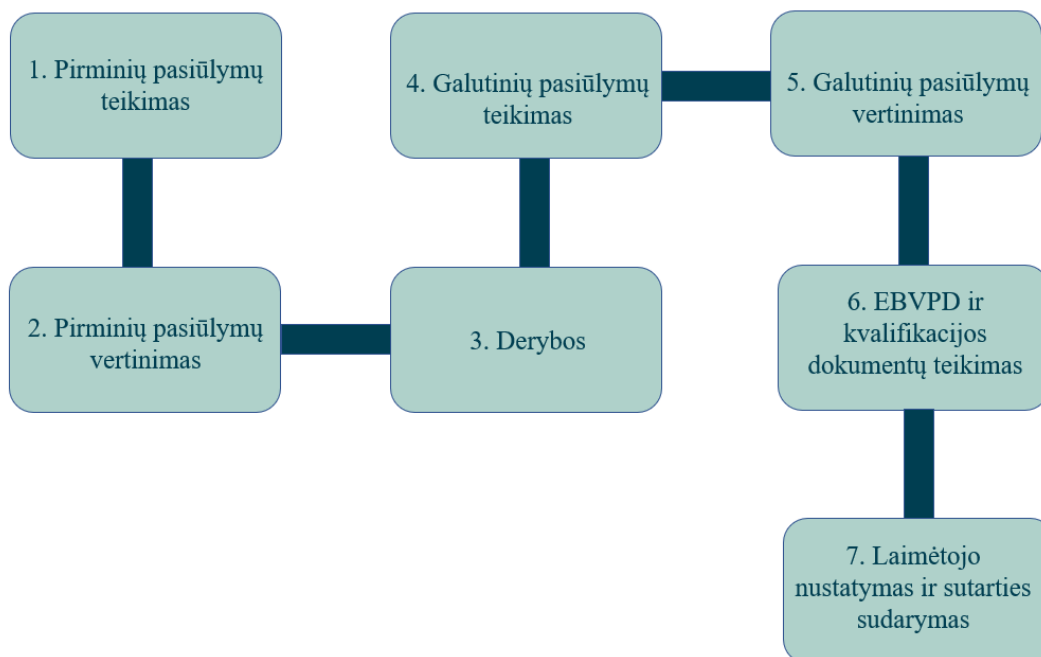 1. Pirminių pasiūlymų
teikimas
2. Pirminių pasiūlymų
vertinimas
3. Derybos
4. Galutinių pasiūlymų
teikimas
5. Galutinių pasiūlymų
vertinimas
6. EBVPD ir
kvalifikacijos
dokumentų teikimas
7. Laimėtojo
nustatymas ir sutarties
sudarymas